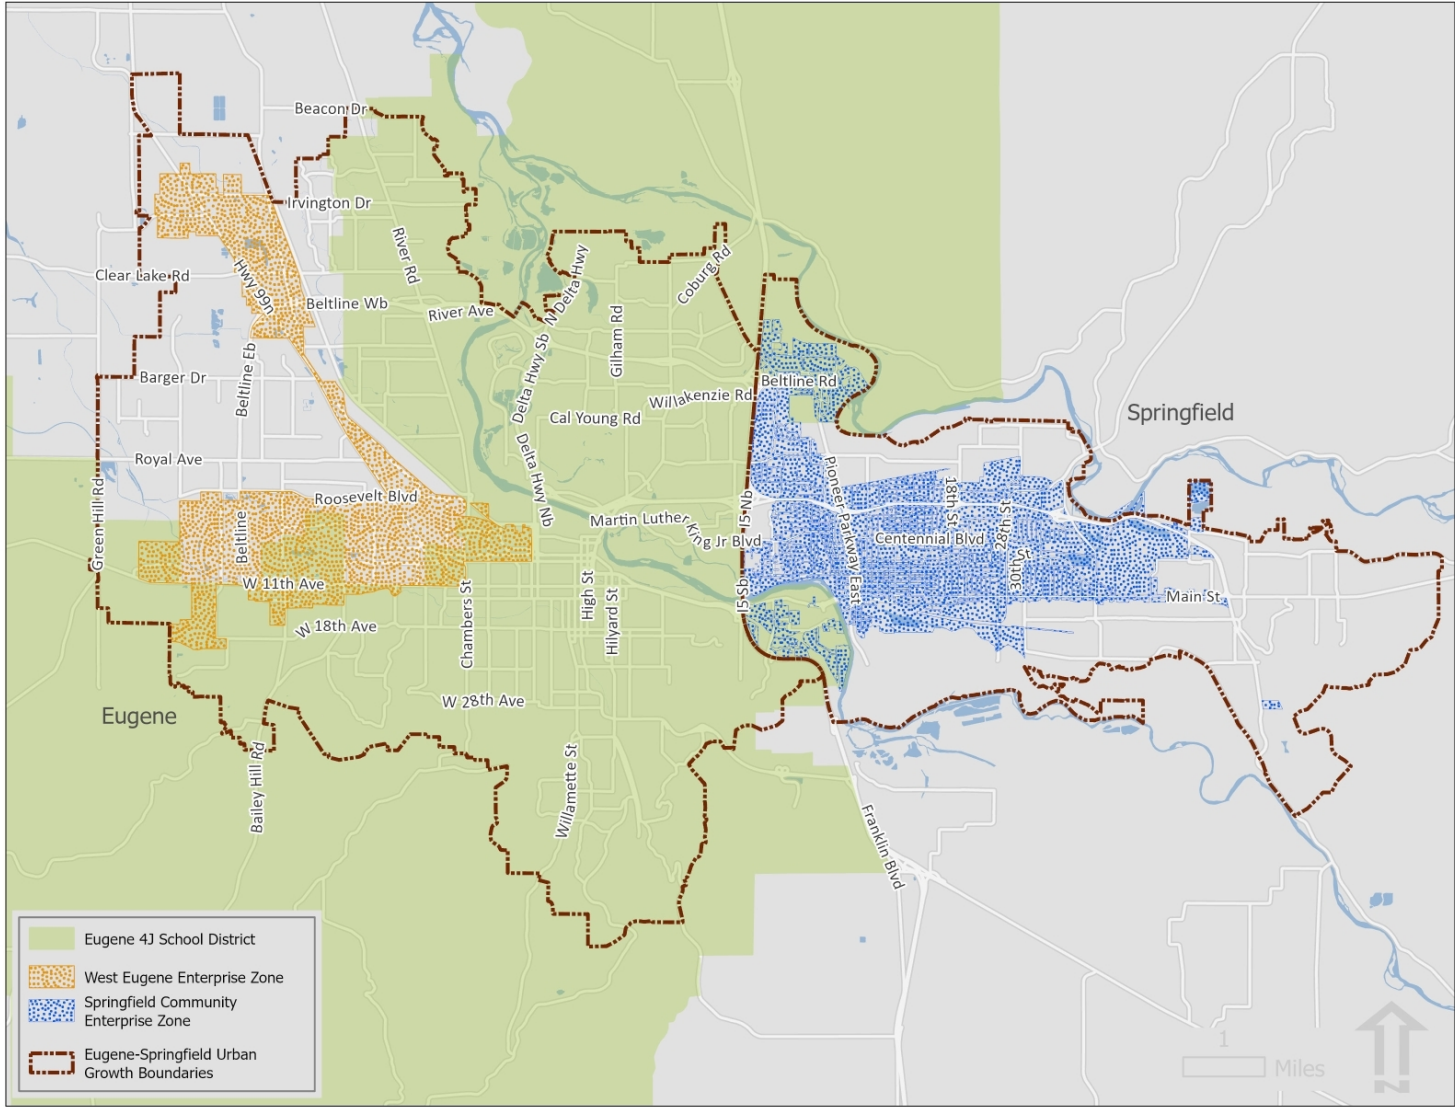 Beacon Dr
Irvington Dr
River Rd
Clear Lake Rd
Hwy 99n
Beltline Wb
River Ave
N Delta Hwy
Coburg Rd
Gilham Rd
Delta Hwy Sb
Barger Dr
Beltline Eb
Willakenzie Rd
Beltline Rd
Cal Young Rd
Springfield
Royal Ave
Roosevelt Blvd
Delta Hwy Nb
Green Hill Rd
Beltline
Martin Luther King Jr Blvd
I5 Nb
Pioneer Parkway East
18th St
28th St
Centennial Blvd
30th St
W 11th Ave
I5 Sb
Main St
High St
Hilyard St
Chambers St
W 18th Ave
W 28th Ave
Eugene
Bailey Hill Rd
Willamette St
Franklin Blvd
Eugene 4J School District
West Eugene Enterprise Zone
Springfield Community
Enterprise Zone
Eugene-Springfield Urban
Growth Boundaries
1
Miles
N